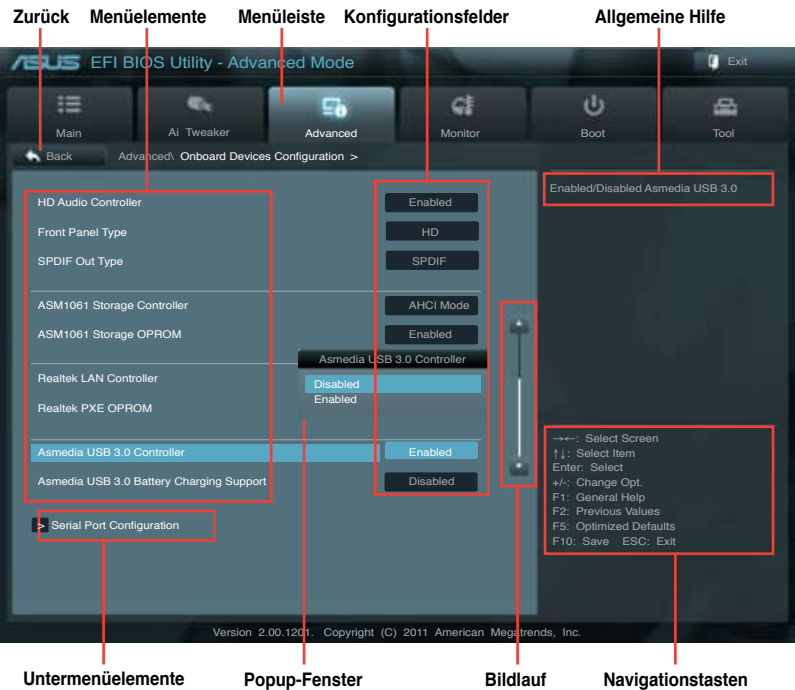 Zurück Menüelemente Menüleiste Konfigurationsfelder Allgemeine Hilfe
ASUS EFI BIOS Utility - Advanced Mode Exit
Main Ai Tweaker Advanced Monitor Boot Tool
Back Advanced\ Onboard Devices Configuration >
Enabled/Disabled Asmedia USB 3.0
HD Audio Controller Enabled
Front Panel Type HD
SPDIF Out Type SPDIF
ASM1061 Storage Controller AHCI Mode
ASM1061 Storage OPROM Enabled
Asmedia USB 3.0 Controller
Realtek LAN Controller
Disabled
Enabled
Realtek PXE OPROM
Asmedia USB 3.0 Controller Enabled
Asmedia USB 3.0 Battery Charging Support Disabled
> Serial Port Configuration
→←: Select Screen
↑↓: Select Item
Enter: Select
+/-: Change Opt.
F1: General Help
F2: Previous Values
F5: Optimized Defaults
F10: Save ESC: Exit
Version 2.00.1201. Copyright (C) 2011 American Megatrends, Inc.
Untermenüelemente Popup-Fenster Bildlauf Navigationstasten